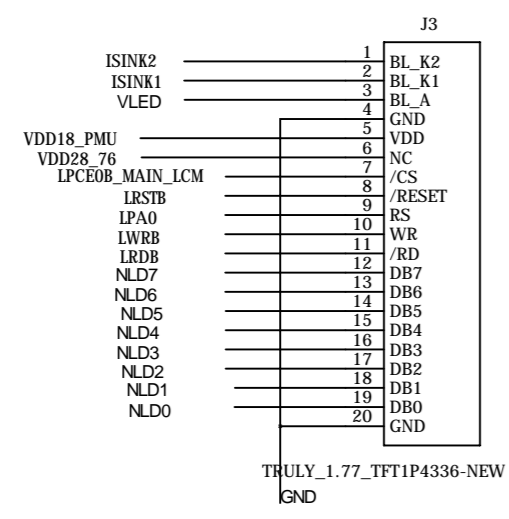 J3
ISINK2 1 BL_K2
ISINK1 2 BL_K1
VLED 3 BL_A
4 GND
VDD18_PMU 5 VDD
VDD28_76 6 NC
LPCE0B_MAIN_LCM 7 /CS
LRSTB 8 /RESET
LPA0 9 RS
LWRB 10 WR
LRDB 11 /RD
NLD7 12 DB7
NLD6 13 DB6
NLD5 14 DB5
NLD4 15 DB4
NLD3 16 DB3
NLD2 17 DB2
NLD1 18 DB1
NLD0 19 DB0
20 GND
TRULY_1.77_TFT1P4336-NEW
GND